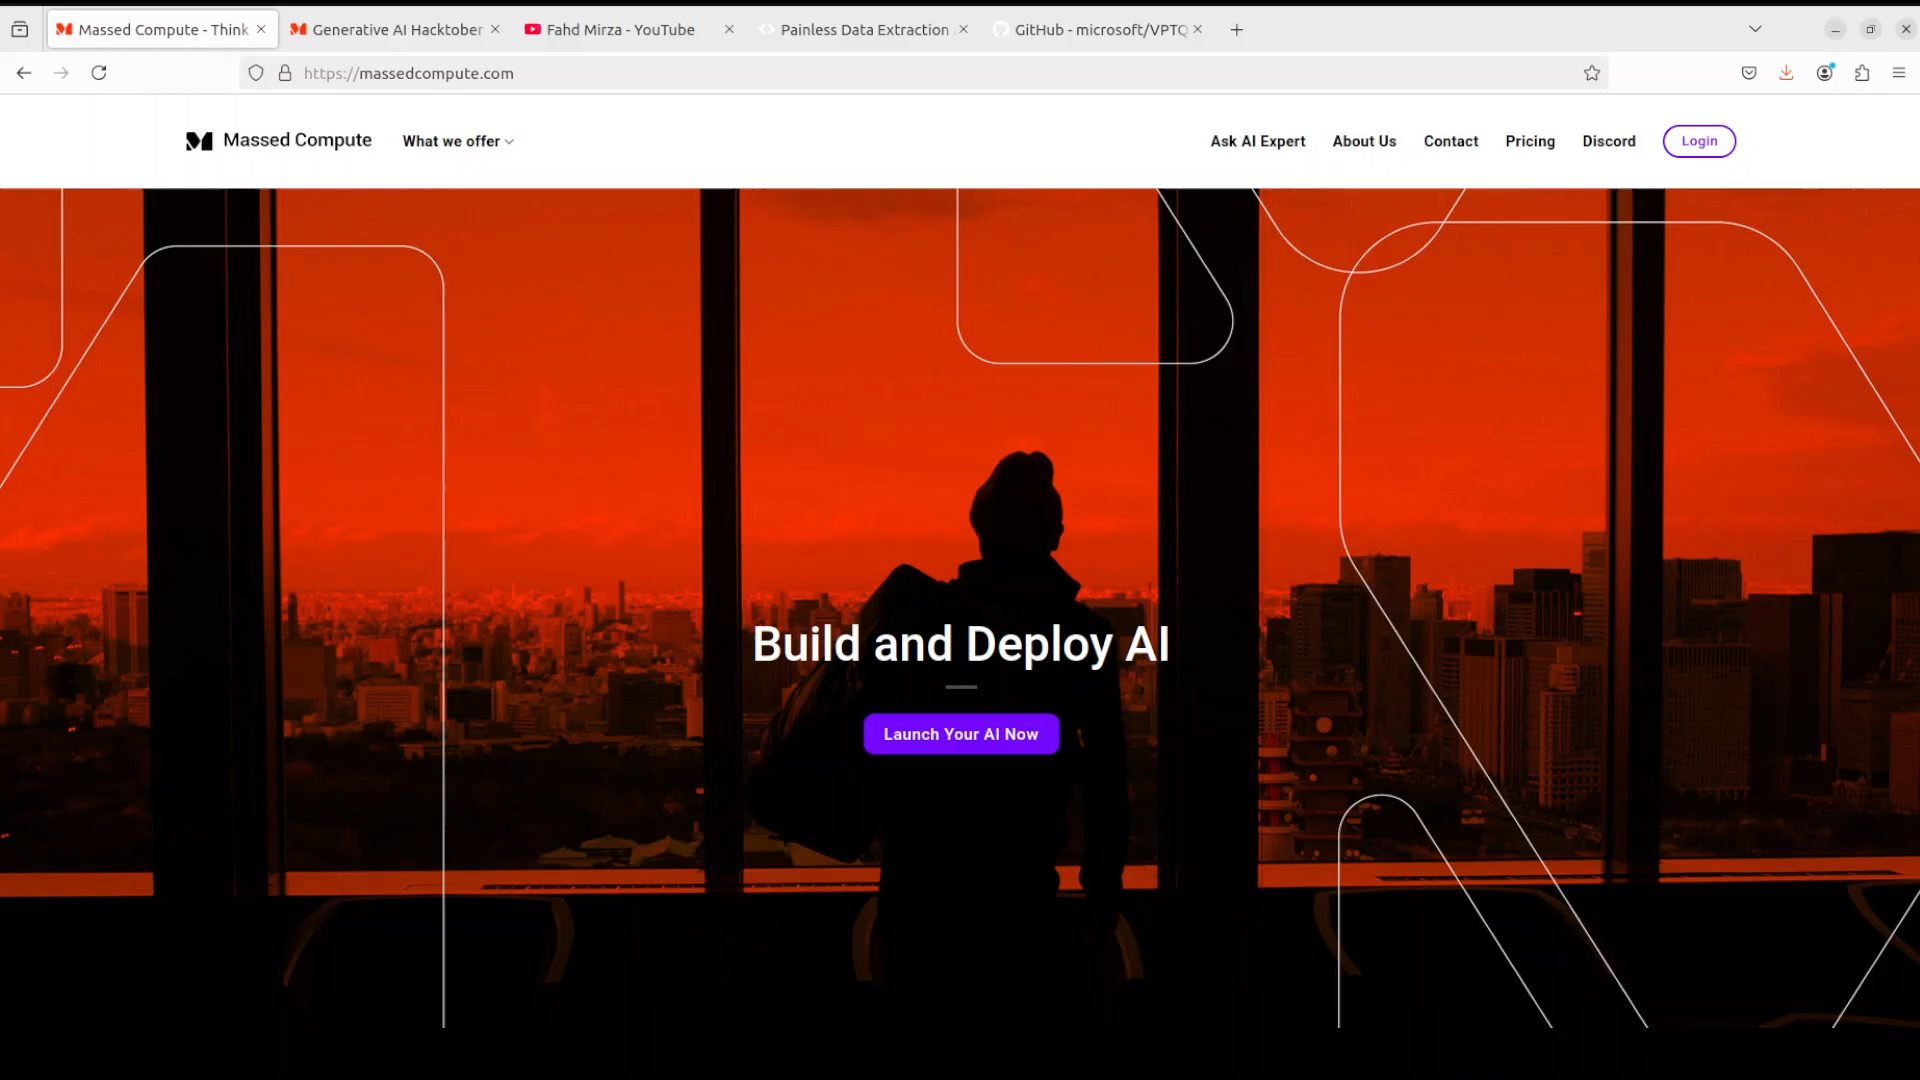 Massed Compute - Think
Generative AI Hacktober
Fahd Mirza - YouTube
Painless Data Extraction
GitHub - microsoft/VPTQ
https://massedcompute.com
Massed Compute
What we offer
Ask AI Expert
About Us
Contact
Pricing
Discord
Login
Build and Deploy AI
Launch Your AI Now